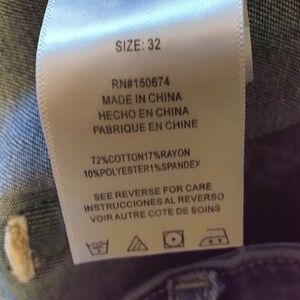 SIZE: 32
RN#150674
MADE IN CHINA
HECHO EN CHINA
FABRIQUE EN CHINE
72%COTTON17%RAYON
10%POLYESTER1%SPANDEX
SEE REVERSE FOR CARE
INSTRUCCIONES AL REVERSO
VOIR AUTRE COTE DE SOINS